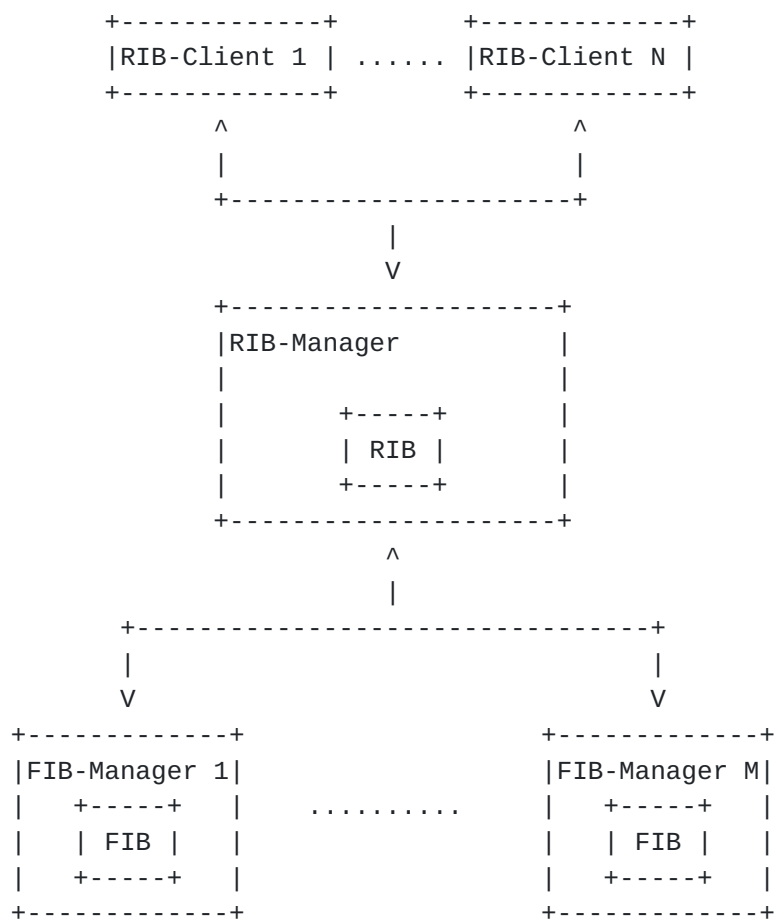 RIB-Client 1 ...... RIB-Client N
RIB-Manager
RIB
FIB-Manager 1 FIB-Manager M
..........
FIB FIB